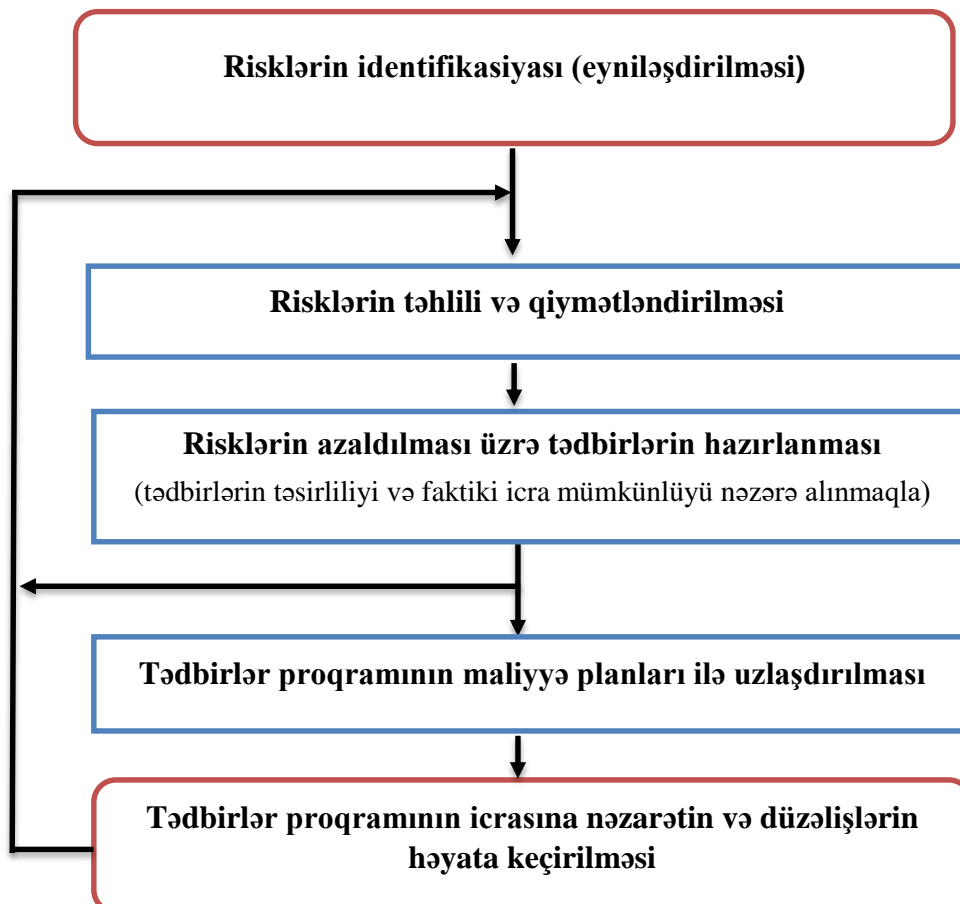 Risklərin identifikasiyası (eyniləşdirilməsi)
Risklərin təhlili və qiymətləndirilməsi
Risklərin azaldılması üzrə tədbirlərin hazırlanması
(tədbirlərin təsirliliyi və faktiki icra mümkünlüyü nəzərə alınmaqla)
Tədbirlər proqramının maliyyə planları ilə uzlaşdırılması
Tədbirlər proqramının icrasına nəzarətin və düzəlişlərin
həyata keçirilməsi